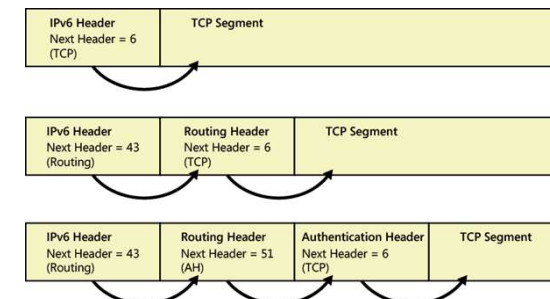 IPv6 Header
Next Header = 6
(TCP)
TCP Segment
IPv6 Header
Next Header = 43
(Routing)
Routing Header
Next Header = 6
(TCP)
TCP Segment
IPv6 Header
Next Header = 43
(Routing)
Routing Header
Next Header = 51
(AH)
Authentication Header
Next Header = 6
(TCP)
TCP Segment